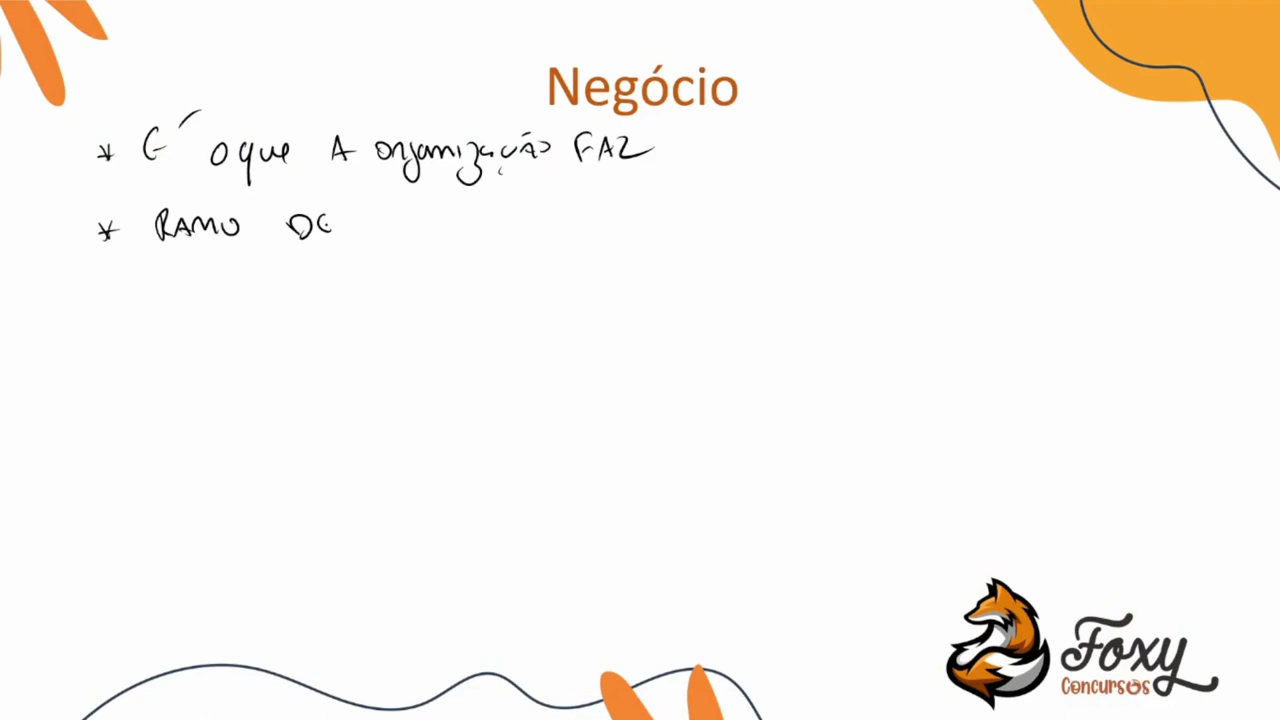 Negócio
* É o que A organização FAZ
* RAMO DE
Foxy
Concursos